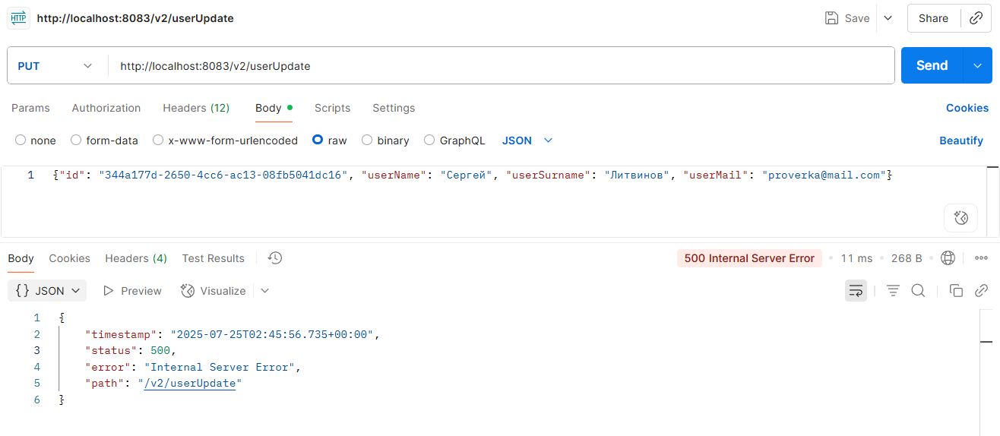 HTTP http://localhost:8083/v2/userUpdate Save Share
PUT http://localhost:8083/v2/userUpdate Send
Params Authorization Headers (12) Body Scripts Settings Cookies
none form-data x-www-form-urlencoded raw binary GraphQL JSON Beautify
1 {"id": "344a177d-2650-4cc6-ac13-08fb5041dc16", "userName": "Сергей", "userSurname": "Литвинов", "userMail": "proverka@mail.com"}
Body Cookies Headers (4) Test Results 500 Internal Server Error 11 ms 268 B
{} JSON Preview Visualize
1 {
2 "timestamp": "2025-07-25T02:45:56.735+00:00",
3 "status": 500,
4 "error": "Internal Server Error",
5 "path": "/v2/userUpdate"
6 }